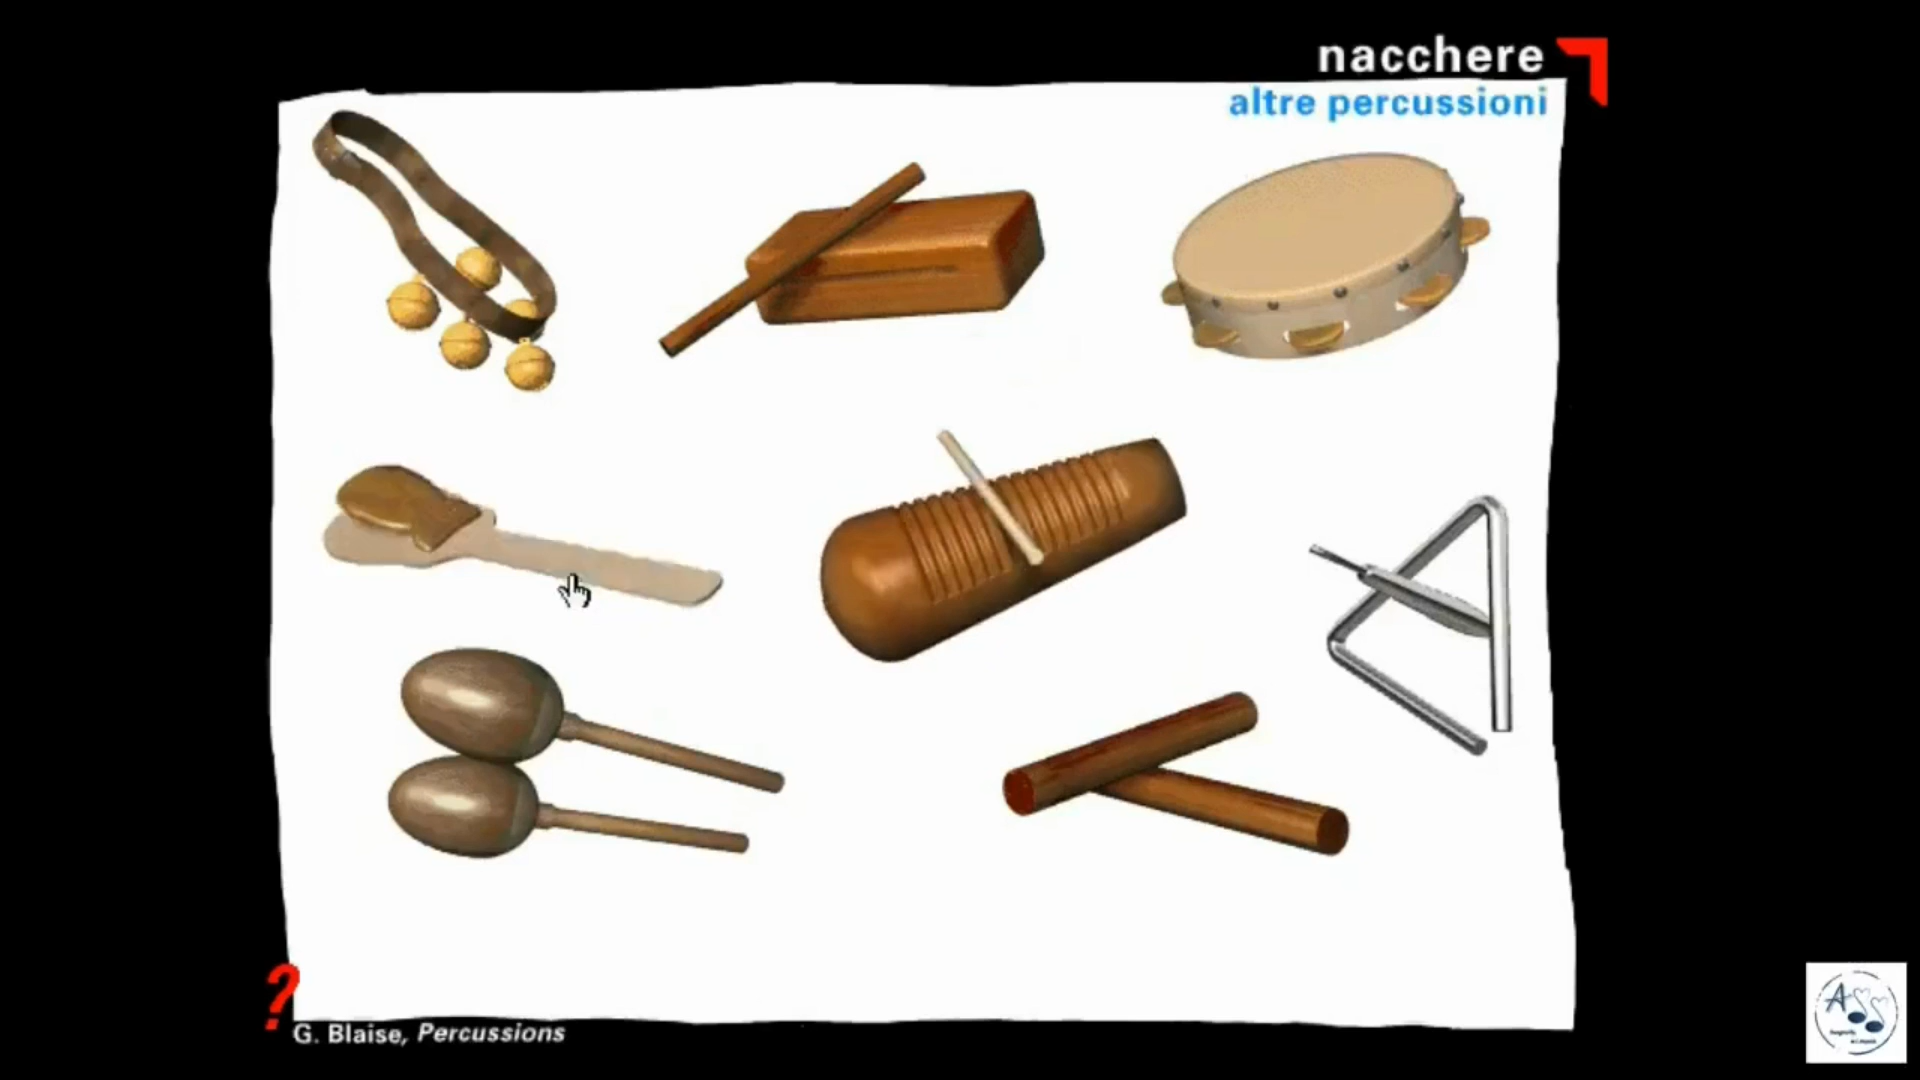 nacchere
altre percussioni
?
G. Blaise, Percussions